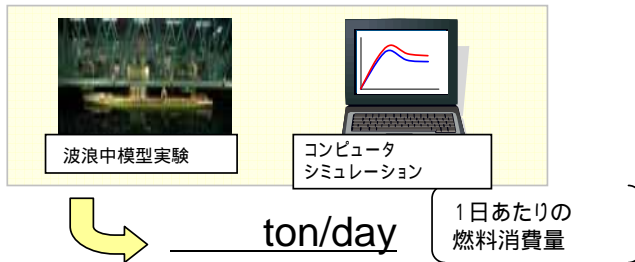 波浪中模型実験
コンピュータ
シミュレーション
ton/day
1日あたりの
燃料消費量